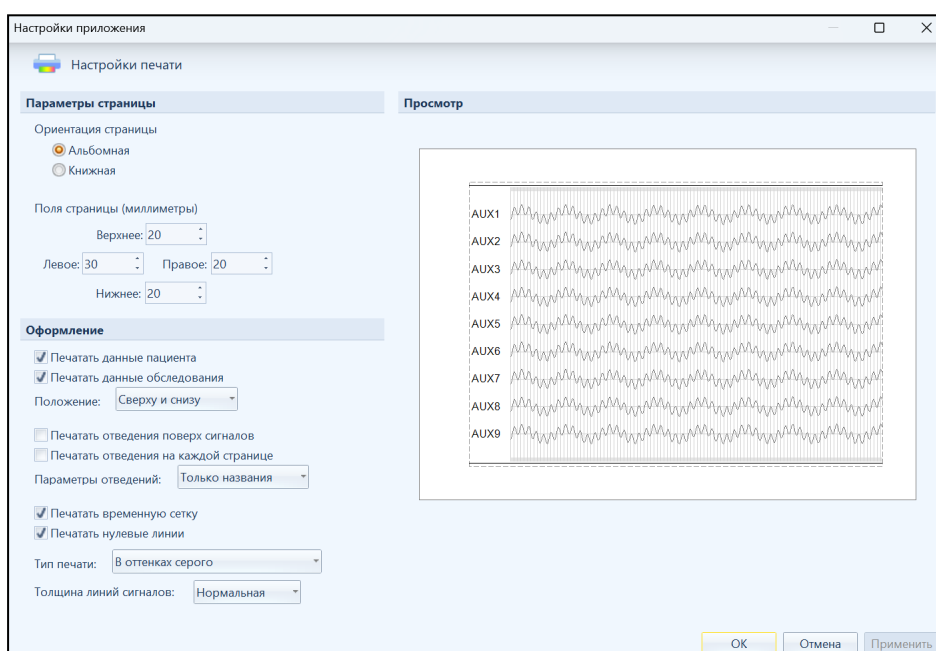 Настройки приложения
Настройки печати
Параметры страницы
Ориентация страницы
Альбомная
Книжная
Поля страницы (миллиметры)
Верхнее: 20
Левое: 30 Правое: 20
Нижнее: 20
Оформление
Печатать данные пациента
Печатать данные обследования
Положение: Сверху и снизу
Печатать отведения поверх сигналов
Печатать отведения на каждой странице
Параметры отведений: Только названия
Печатать временную сетку
Печатать нулевые линии
Тип печати: В оттенках серого
Толщина линий сигналов: Нормальная
Просмотр
AUX1
AUX2
AUX3
AUX4
AUX5
AUX6
AUX7
AUX8
AUX9
ОК Отмена Применить